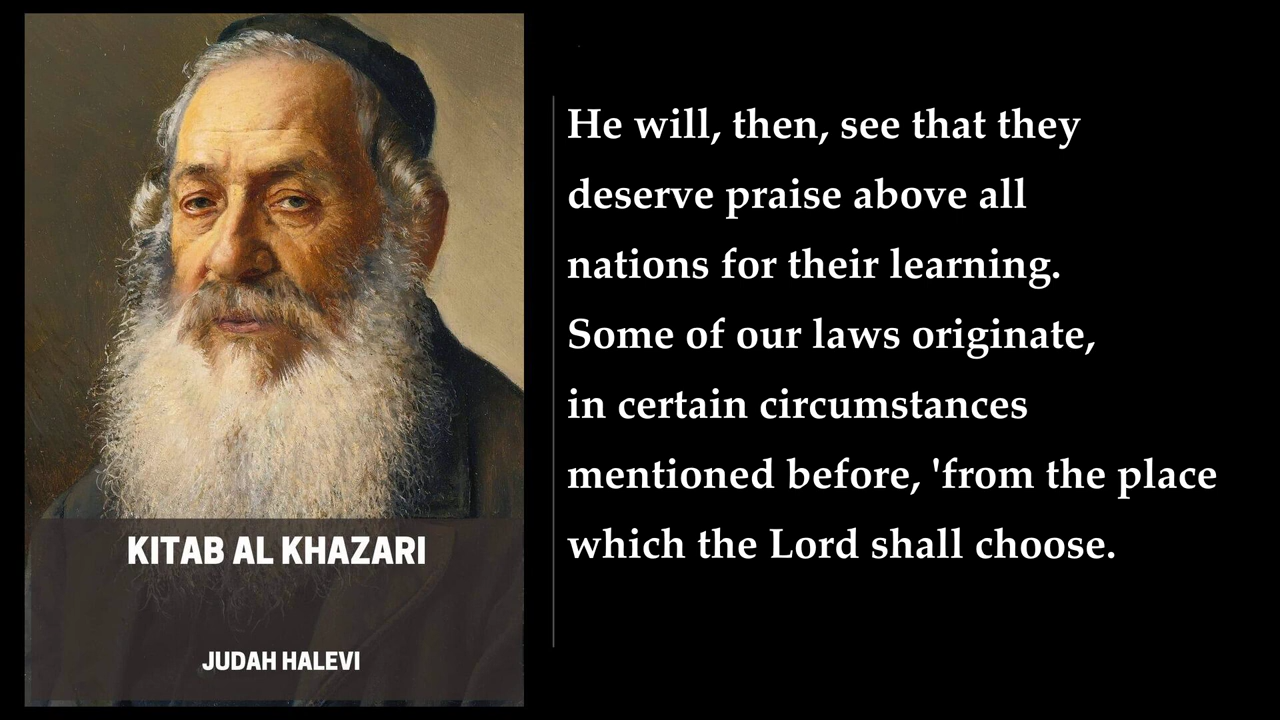 KITAB AL KHAZARI
JUDAH HALEVI
He will, then, see that they
deserve praise above all
nations for their learning.
Some of our laws originate,
in certain circumstances
mentioned before, 'from the place
which the Lord shall choose.